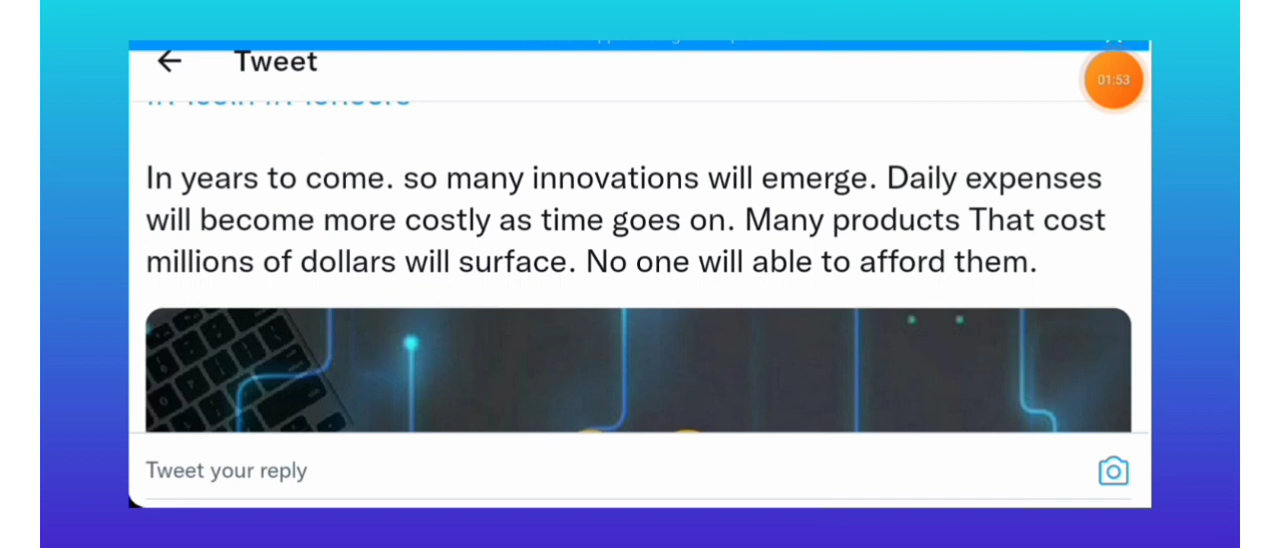 Tweet
01:53
In years to come. so many innovations will emerge. Daily expenses
will become more costly as time goes on. Many products That cost
millions of dollars will surface. No one will able to afford them.
Tweet your reply